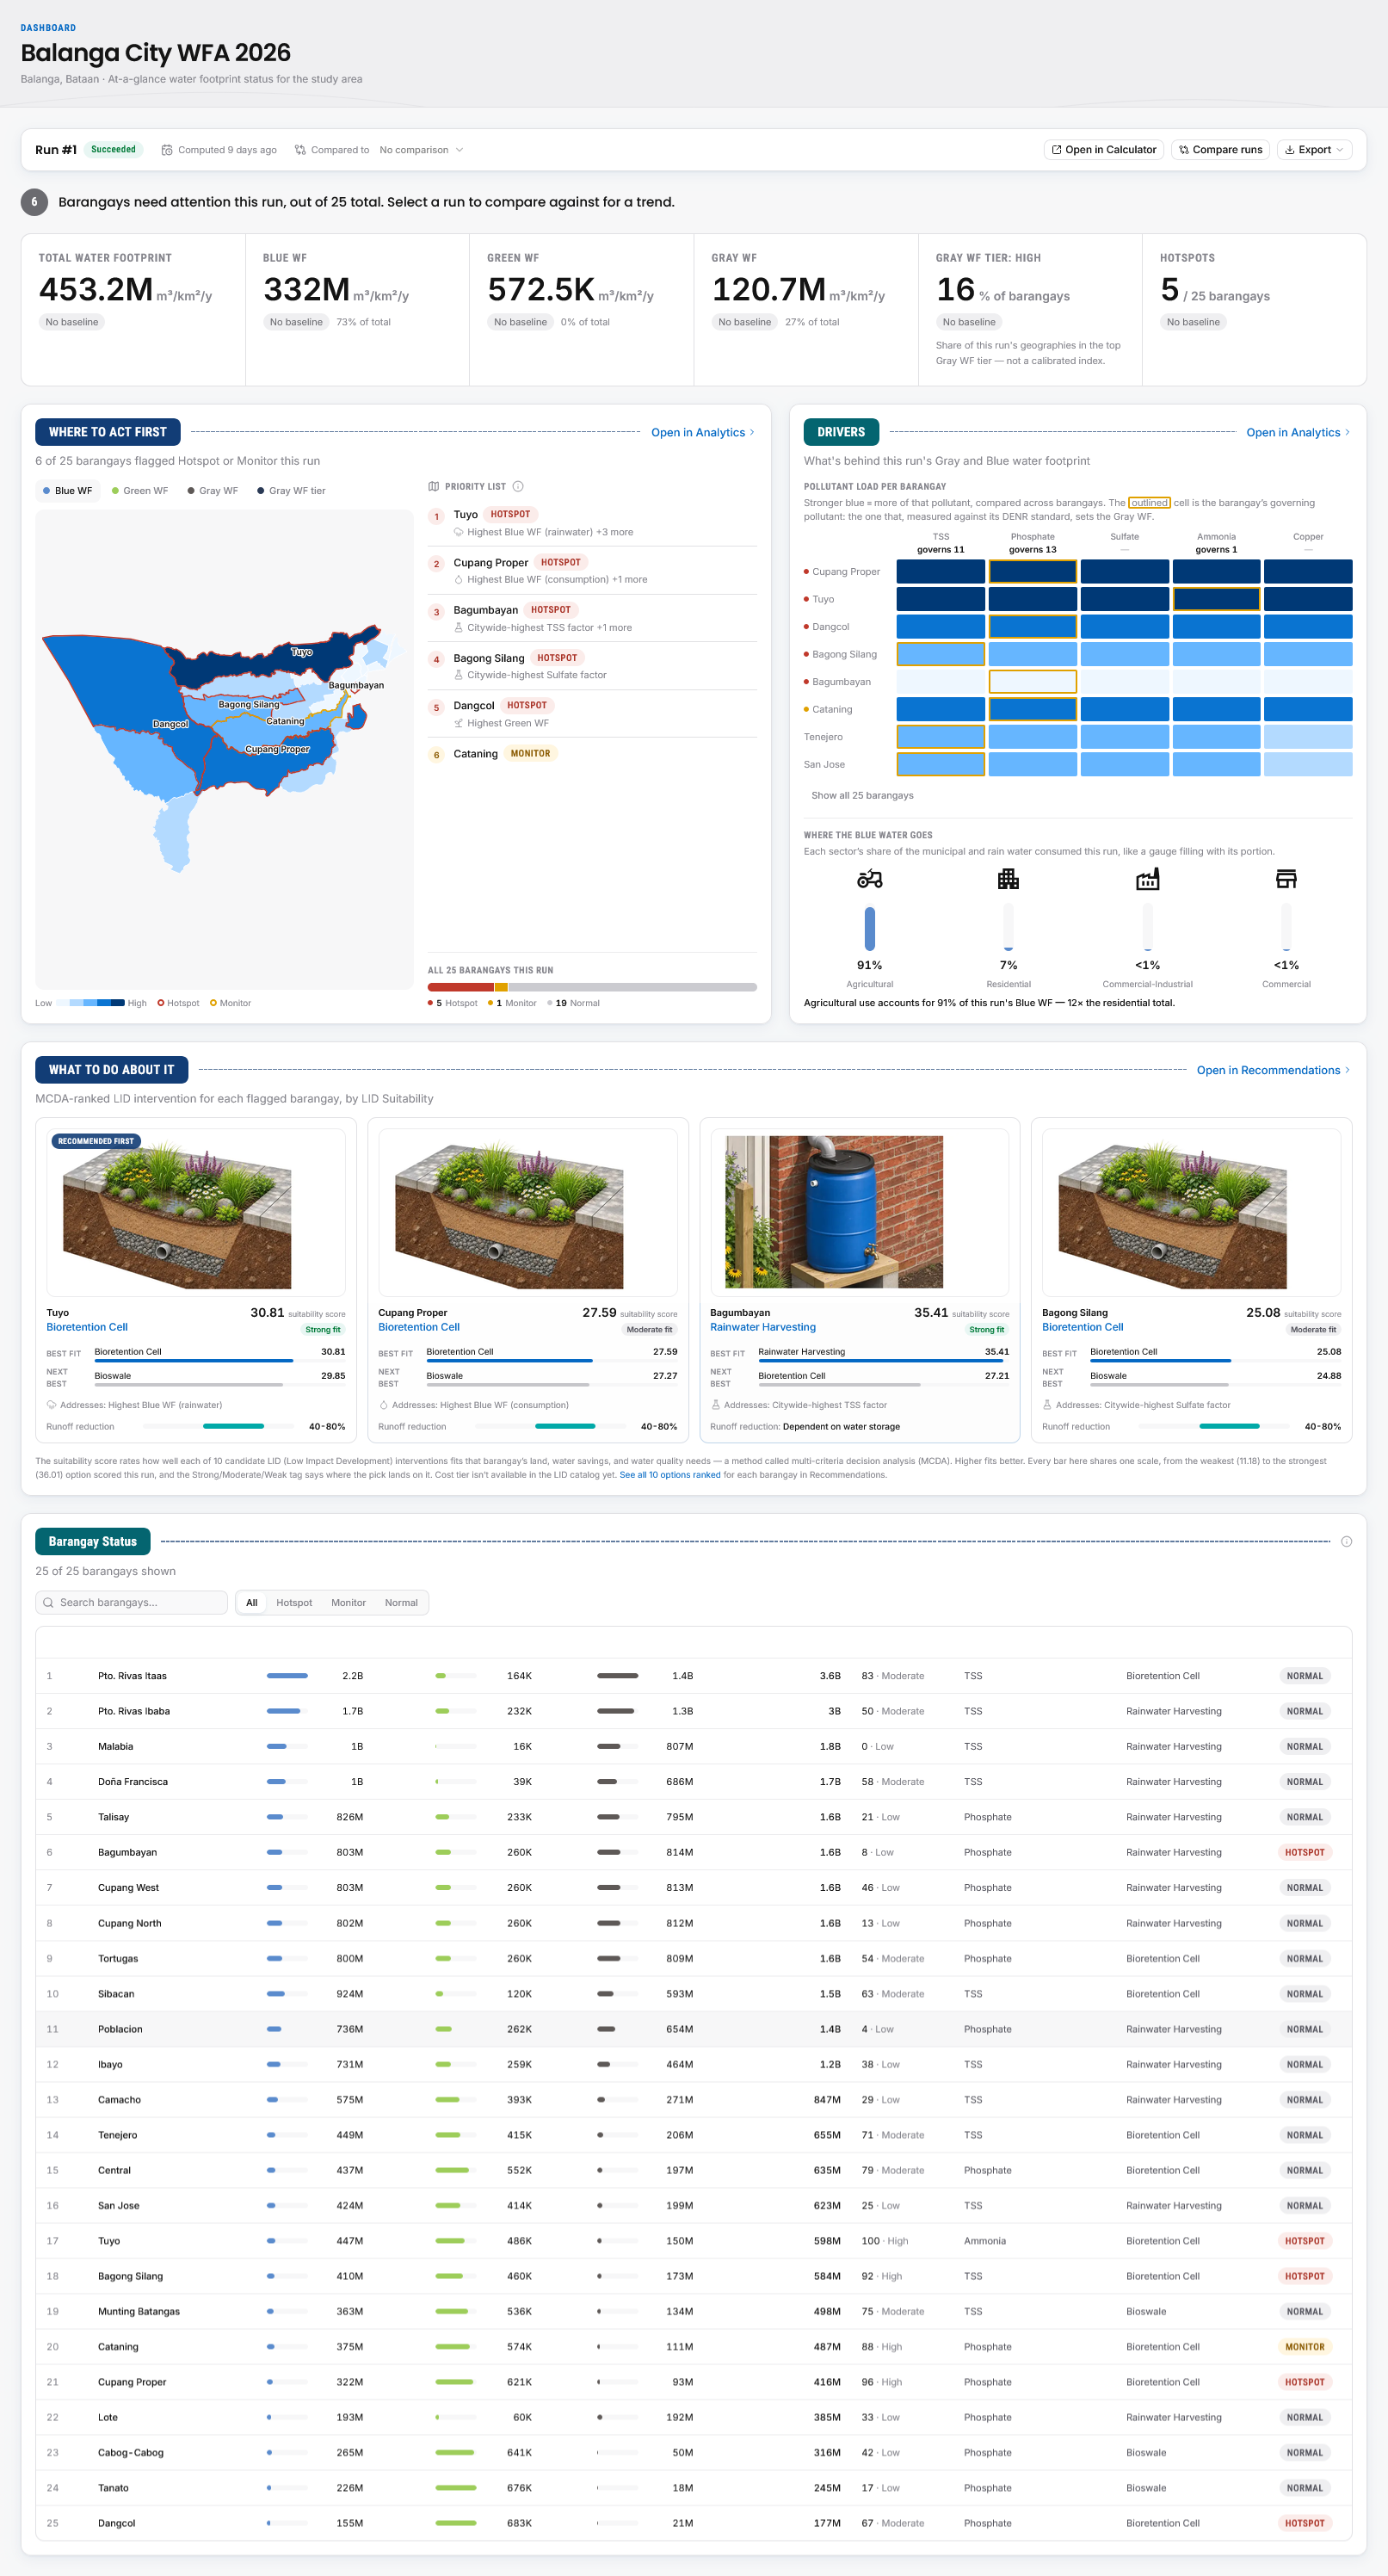 DASHBOARD
Balanga City WFA 2026
Balanga, Bataan · At-a-glance water footprint status for the study area
Run #1 Succeeded Computed 9 days ago Compared to No comparison Open in Calculator Compare runs Export
6 Barangays need attention this run, out of 25 total. Select a run to compare against for a trend.
TOTAL WATER FOOTPRINT
453.2M m³/km²/y
No baseline
BLUE WF
332M m³/km²/y
No baseline 73% of total
GREEN WF
572.5K m³/km²/y
No baseline 0% of total
GRAY WF
120.7M m³/km²/y
No baseline 27% of total
GRAY WF TIER: HIGH
16 % of barangays
No baseline
Share of this run's geographies in the top
Gray WF tier — not a calibrated index.
HOTSPOTS
5 / 25 barangays
No baseline
WHERE TO ACT FIRST Open in Analytics
6 of 25 barangays flagged Hotspot or Monitor this run
Blue WF Green WF Gray WF Gray WF tier
Tuyo
Bagumbayan
Bagong Silang
Cataning
Dangcol
Cupang Proper
Low High Hotspot Monitor
PRIORITY LIST
1 Tuyo HOTSPOT
Highest Blue WF (rainwater) +3 more
2 Cupang Proper HOTSPOT
Highest Blue WF (consumption) +1 more
3 Bagumbayan HOTSPOT
Citywide-highest TSS factor +1 more
4 Bagong Silang HOTSPOT
Citywide-highest Sulfate factor
5 Dangcol HOTSPOT
Highest Green WF
6 Cataning MONITOR
ALL 25 BARANGAYS THIS RUN
5 Hotspot 1 Monitor 19 Normal
DRIVERS Open in Analytics
What's behind this run's Gray and Blue water footprint
POLLUTANT LOAD PER BARANGAY
Stronger blue = more of that pollutant, compared across barangays. The outlined cell is the barangay's governing
pollutant: the one that, measured against its DENR standard, sets the Gray WF.
TSS Phosphate Sulfate Ammonia Copper
governs 11 governs 13 — governs 1 —
Cupang Proper
Tuyo
Dangcol
Bagong Silang
Bagumbayan
Cataning
Tenejero
San Jose
Show all 25 barangays
WHERE THE BLUE WATER GOES
Each sector's share of the municipal and rain water consumed this run, like a gauge filling with its portion.
91% 7% <1% <1%
Agricultural Residential Commercial-Industrial Commercial
Agricultural use accounts for 91% of this run's Blue WF — 12× the residential total.
WHAT TO DO ABOUT IT Open in Recommendations
MCDA-ranked LID intervention for each flagged barangay, by LID Suitability
RECOMMENDED FIRST
Tuyo 30.81 suitability score
Bioretention Cell Strong fit
BEST FIT Bioretention Cell 30.81
NEXT BEST Bioswale 29.85
Addresses: Highest Blue WF (rainwater)
Runoff reduction 40-80%
Cupang Proper 27.59 suitability score
Bioretention Cell Moderate fit
BEST FIT Bioretention Cell 27.59
NEXT BEST Bioswale 27.27
Addresses: Highest Blue WF (consumption)
Runoff reduction 40-80%
Bagumbayan 35.41 suitability score
Rainwater Harvesting Strong fit
BEST FIT Rainwater Harvesting 35.41
NEXT BEST Bioretention Cell 27.21
Addresses: Citywide-highest TSS factor
Runoff reduction: Dependent on water storage
Bagong Silang 25.08 suitability score
Bioretention Cell Moderate fit
BEST FIT Bioretention Cell 25.08
NEXT BEST Bioswale 24.88
Addresses: Citywide-highest Sulfate factor
Runoff reduction 40-80%
The suitability score rates how well each of 10 candidate LID (Low Impact Development) interventions fits that barangay's land, water savings, and water quality needs — a method called multi-criteria decision analysis (MCDA). Higher fits better. Every bar here shares one scale, from the weakest (11.18) to the strongest
(36.01) option scored this run, and the Strong/Moderate/Weak tag says where the pick lands on it. Cost tier isn't available in the LID catalog yet. See all 10 options ranked for each barangay in Recommendations.
Barangay Status
25 of 25 barangays shown
Search barangays... All Hotspot Monitor Normal
1 Pto. Rivas Itaas 2.2B 164K 1.4B 3.6B 83 · Moderate TSS Bioretention Cell NORMAL
2 Pto. Rivas Ibaba 1.7B 232K 1.3B 3B 50 · Moderate TSS Rainwater Harvesting NORMAL
3 Malabia 1B 16K 807M 1.8B 0 · Low TSS Rainwater Harvesting NORMAL
4 Doña Francisca 1B 39K 686M 1.7B 58 · Moderate TSS Rainwater Harvesting NORMAL
5 Talisay 826M 233K 795M 1.6B 21 · Low Phosphate Rainwater Harvesting NORMAL
6 Bagumbayan 803M 260K 814M 1.6B 8 · Low Phosphate Rainwater Harvesting HOTSPOT
7 Cupang West 803M 260K 813M 1.6B 46 · Low Phosphate Rainwater Harvesting NORMAL
8 Cupang North 802M 260K 812M 1.6B 13 · Low Phosphate Rainwater Harvesting NORMAL
9 Tortugas 800M 260K 809M 1.6B 54 · Moderate Phosphate Bioretention Cell NORMAL
10 Sibacan 924M 120K 593M 1.5B 63 · Moderate TSS Bioretention Cell NORMAL
11 Poblacion 736M 262K 654M 1.4B 4 · Low Phosphate Rainwater Harvesting NORMAL
12 Ibayo 731M 259K 464M 1.2B 38 · Low TSS Rainwater Harvesting NORMAL
13 Camacho 575M 393K 271M 847M 29 · Low TSS Rainwater Harvesting NORMAL
14 Tenejero 449M 415K 206M 655M 71 · Moderate TSS Bioretention Cell NORMAL
15 Central 437M 552K 197M 635M 79 · Moderate Phosphate Bioretention Cell NORMAL
16 San Jose 424M 414K 199M 623M 25 · Low TSS Rainwater Harvesting NORMAL
17 Tuyo 447M 486K 150M 598M 100 · High Ammonia Bioretention Cell HOTSPOT
18 Bagong Silang 410M 460K 173M 584M 92 · High TSS Bioretention Cell HOTSPOT
19 Munting Batangas 363M 536K 134M 498M 75 · Moderate TSS Bioswale NORMAL
20 Cataning 375M 574K 111M 487M 88 · High Phosphate Bioretention Cell MONITOR
21 Cupang Proper 322M 621K 93M 416M 96 · High Phosphate Bioretention Cell HOTSPOT
22 Lote 193M 60K 192M 385M 33 · Low Phosphate Rainwater Harvesting NORMAL
23 Cabog-Cabog 265M 641K 50M 316M 42 · Low Phosphate Bioswale NORMAL
24 Tanato 226M 676K 18M 245M 17 · Low Phosphate Bioswale NORMAL
25 Dangcol 155M 683K 21M 177M 67 · Moderate Phosphate Bioretention Cell HOTSPOT